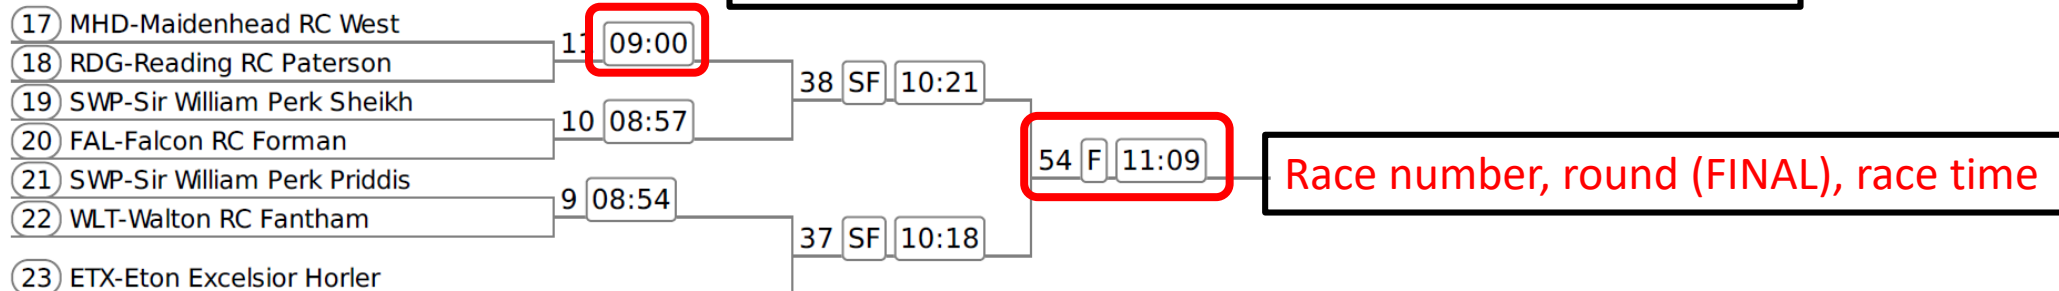 17 MHD-Maidenhead RC West
11 09:00
18 RDG-Reading RC Paterson
38 SF 10:21
19 SWP-Sir William Perk Sheikh
10 08:57
20 FAL-Falcon RC Forman
54 F 11:09
Race number, round (FINAL), race time
21 SWP-Sir William Perk Priddis
9 08:54
22 WLT-Walton RC Fantham
37 SF 10:18
23 ETX-Eton Excelsior Horler